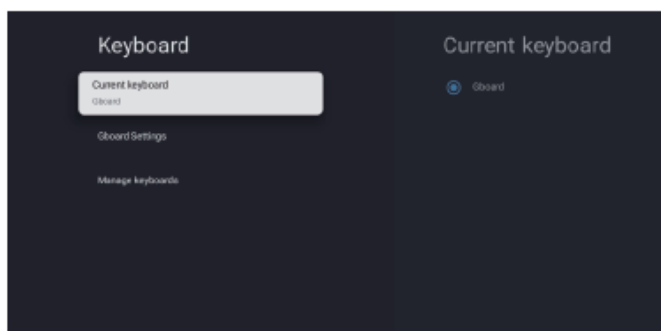 Keyboard
Current keyboard
Gboard
Gboard Settings
Manage keyboards
Current keyboard
Gboard